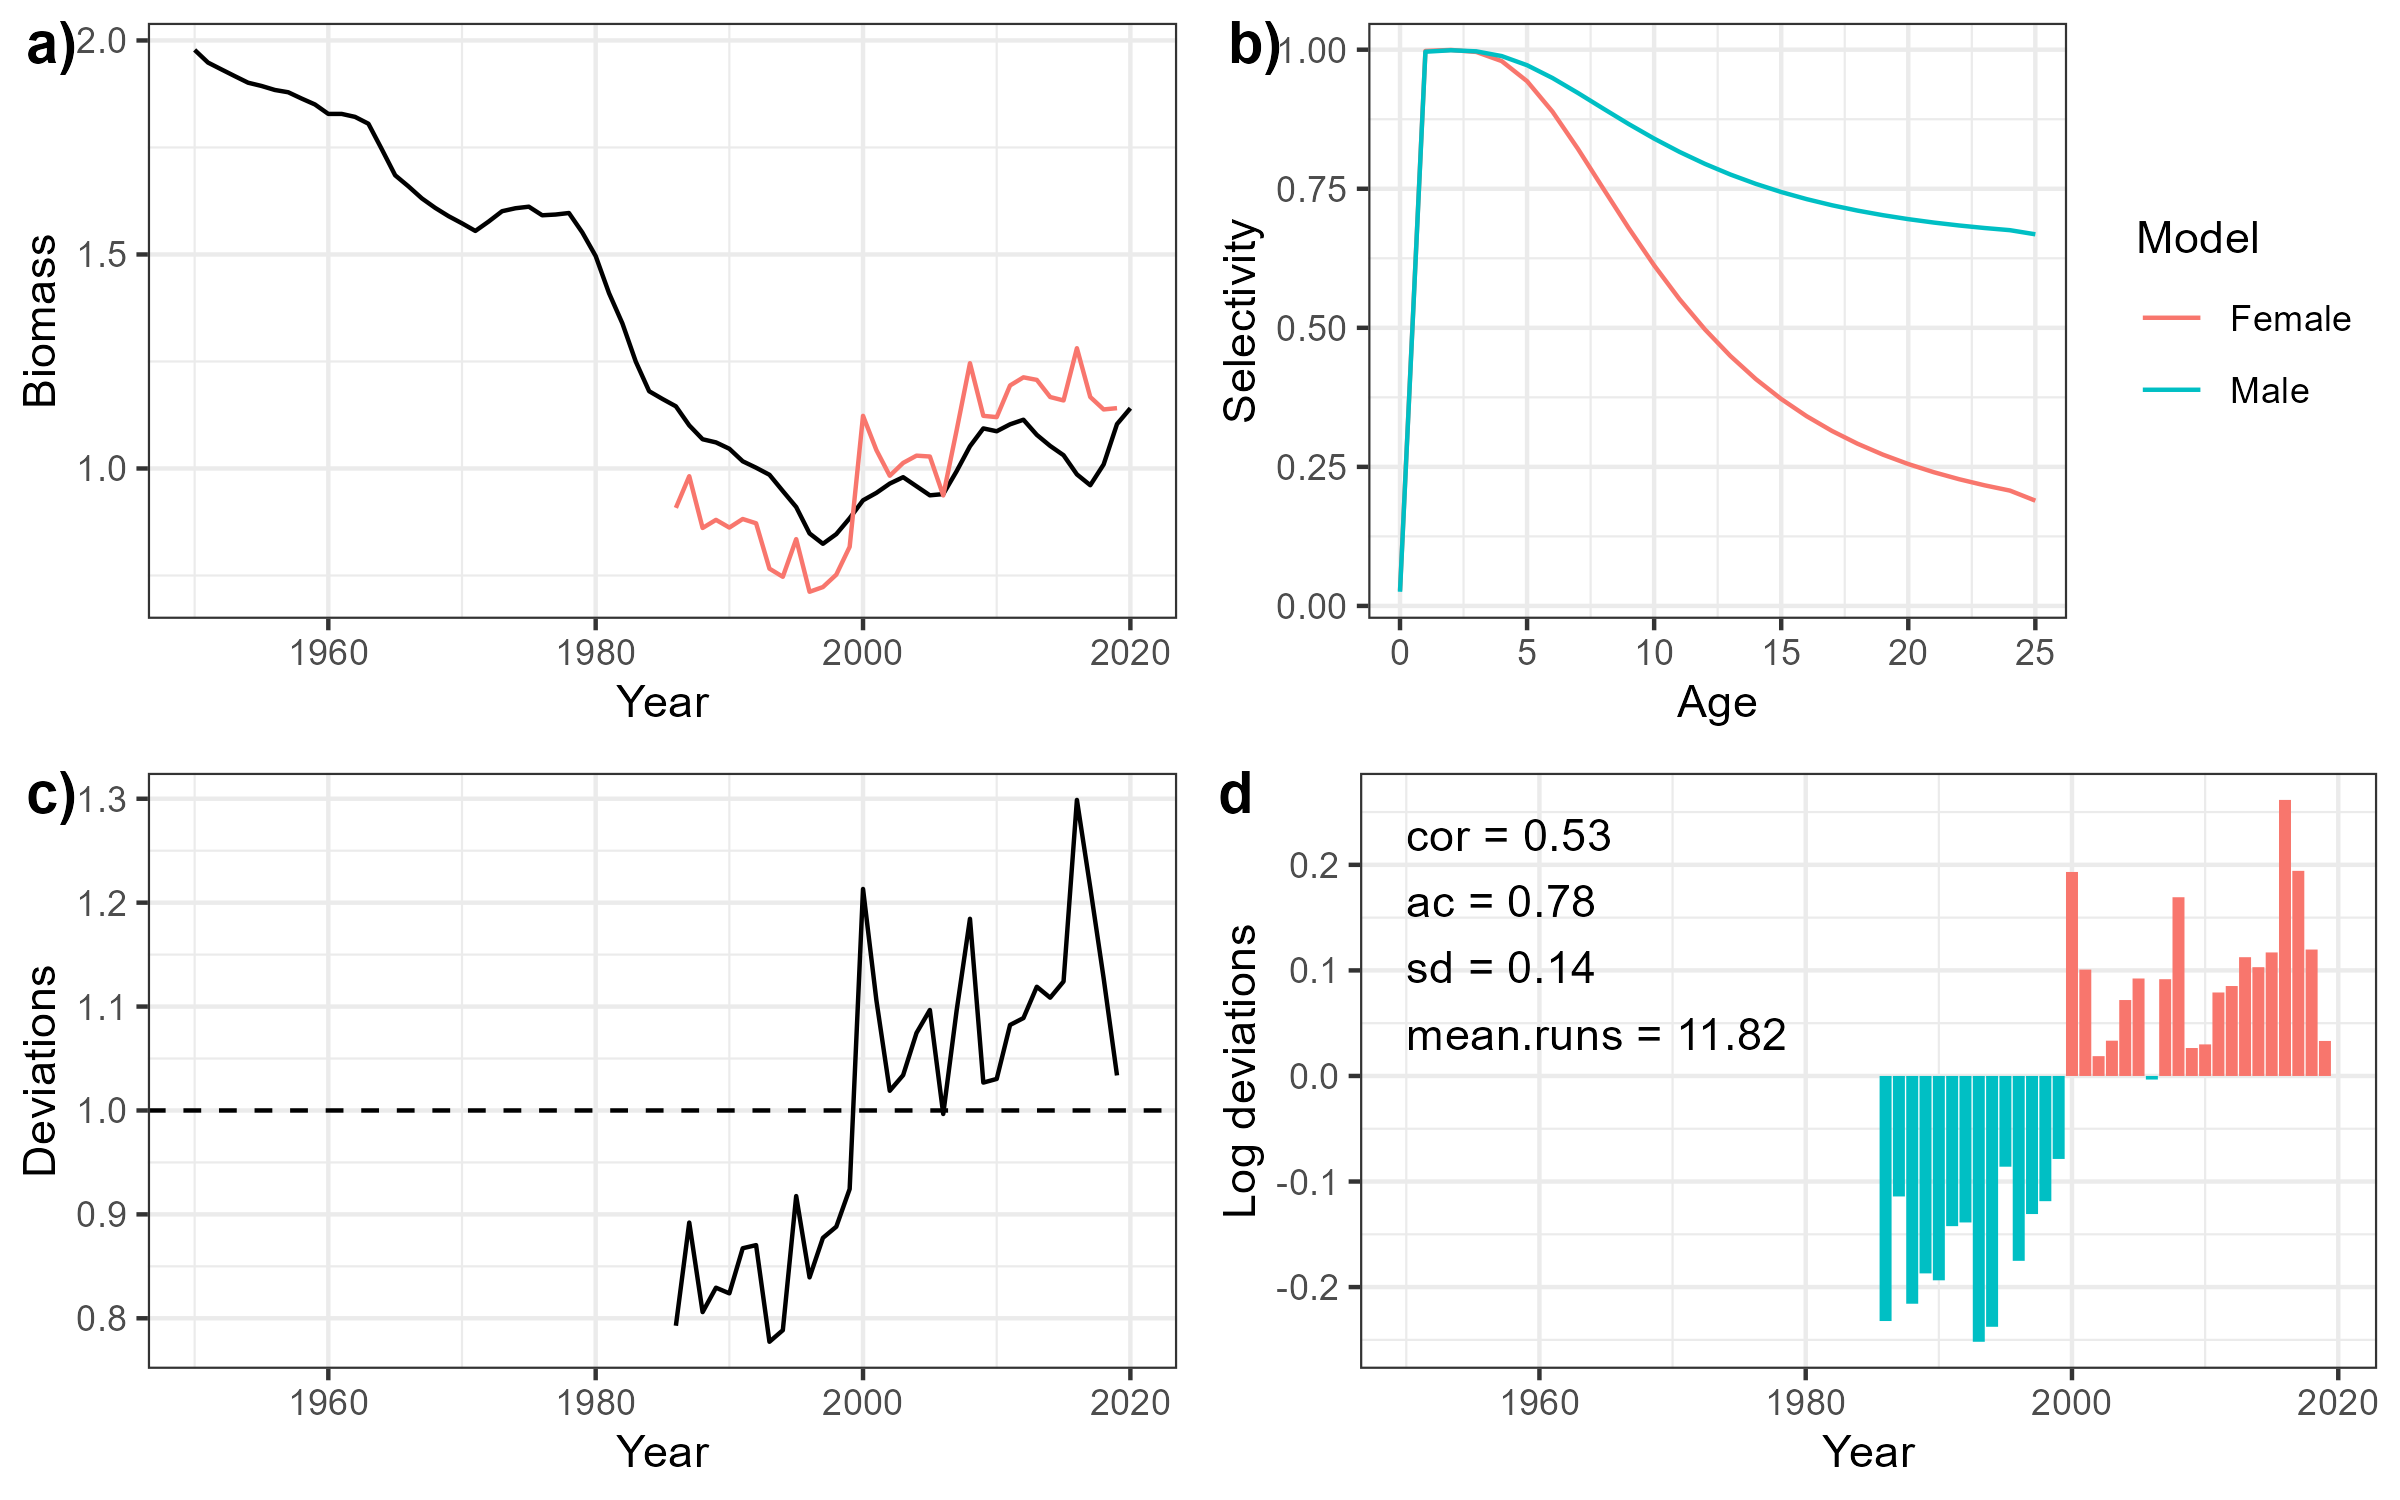 a)
2.0
1.5
1.0
Biomass
1960 1980 2000 2020
Year
b)
1.00
0.75
0.50
0.25
0.00
Selectivity
0 5 10 15 20 25
Age
Model
Female
Male
c)
1.3
1.2
1.1
1.0
0.9
0.8
Deviations
1960 1980 2000 2020
Year
d
cor = 0.53
ac = 0.78
sd = 0.14
mean.runs = 11.82
0.2
0.1
0.0
-0.1
-0.2
Log deviations
1960 1980 2000 2020
Year